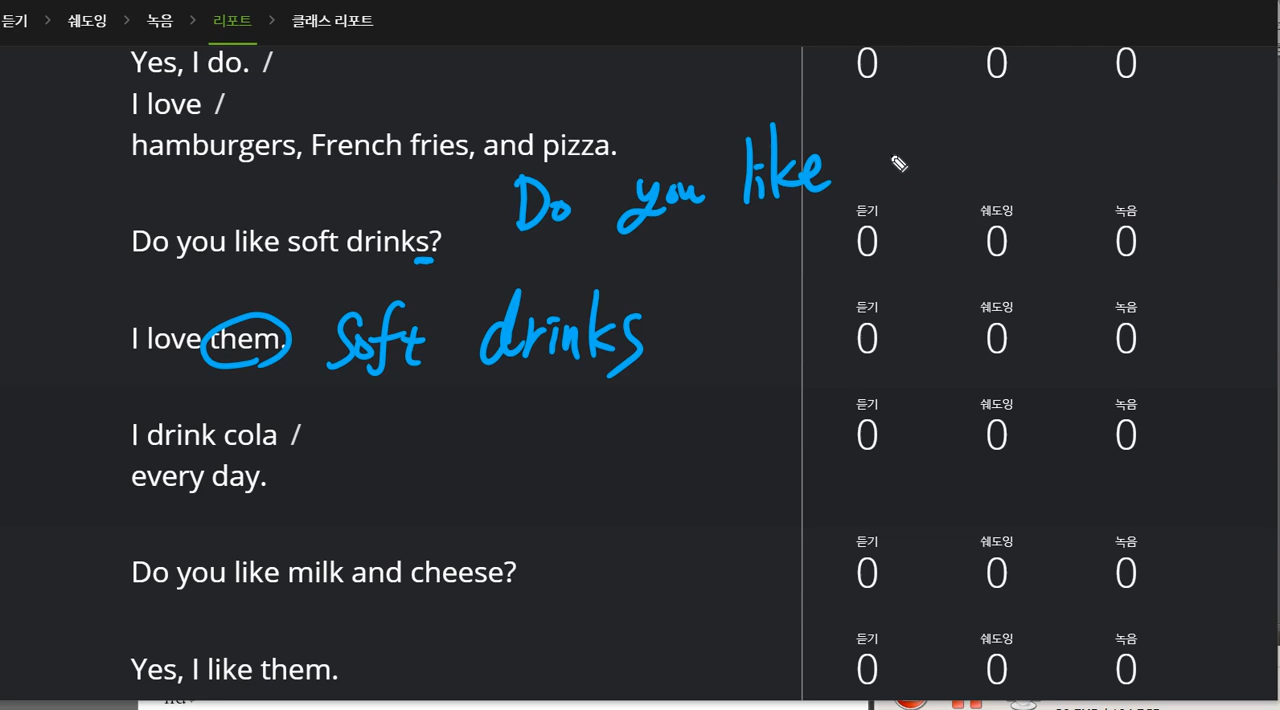 듣기 > 쉐도잉 > 녹음 > 리포트 > 클래스 리포트
Yes, I do. / 0 0 0
I love /
hamburgers, French fries, and pizza.
Do you like
듣기 쉐도잉 녹음
Do you like soft drinks? 0 0 0
듣기 쉐도잉 녹음
I love them. soft drinks 0 0 0
듣기 쉐도잉 녹음
I drink cola / 0 0 0
every day.
듣기 쉐도잉 녹음
Do you like milk and cheese? 0 0 0
듣기 쉐도잉 녹음
Yes, I like them. 0 0 0